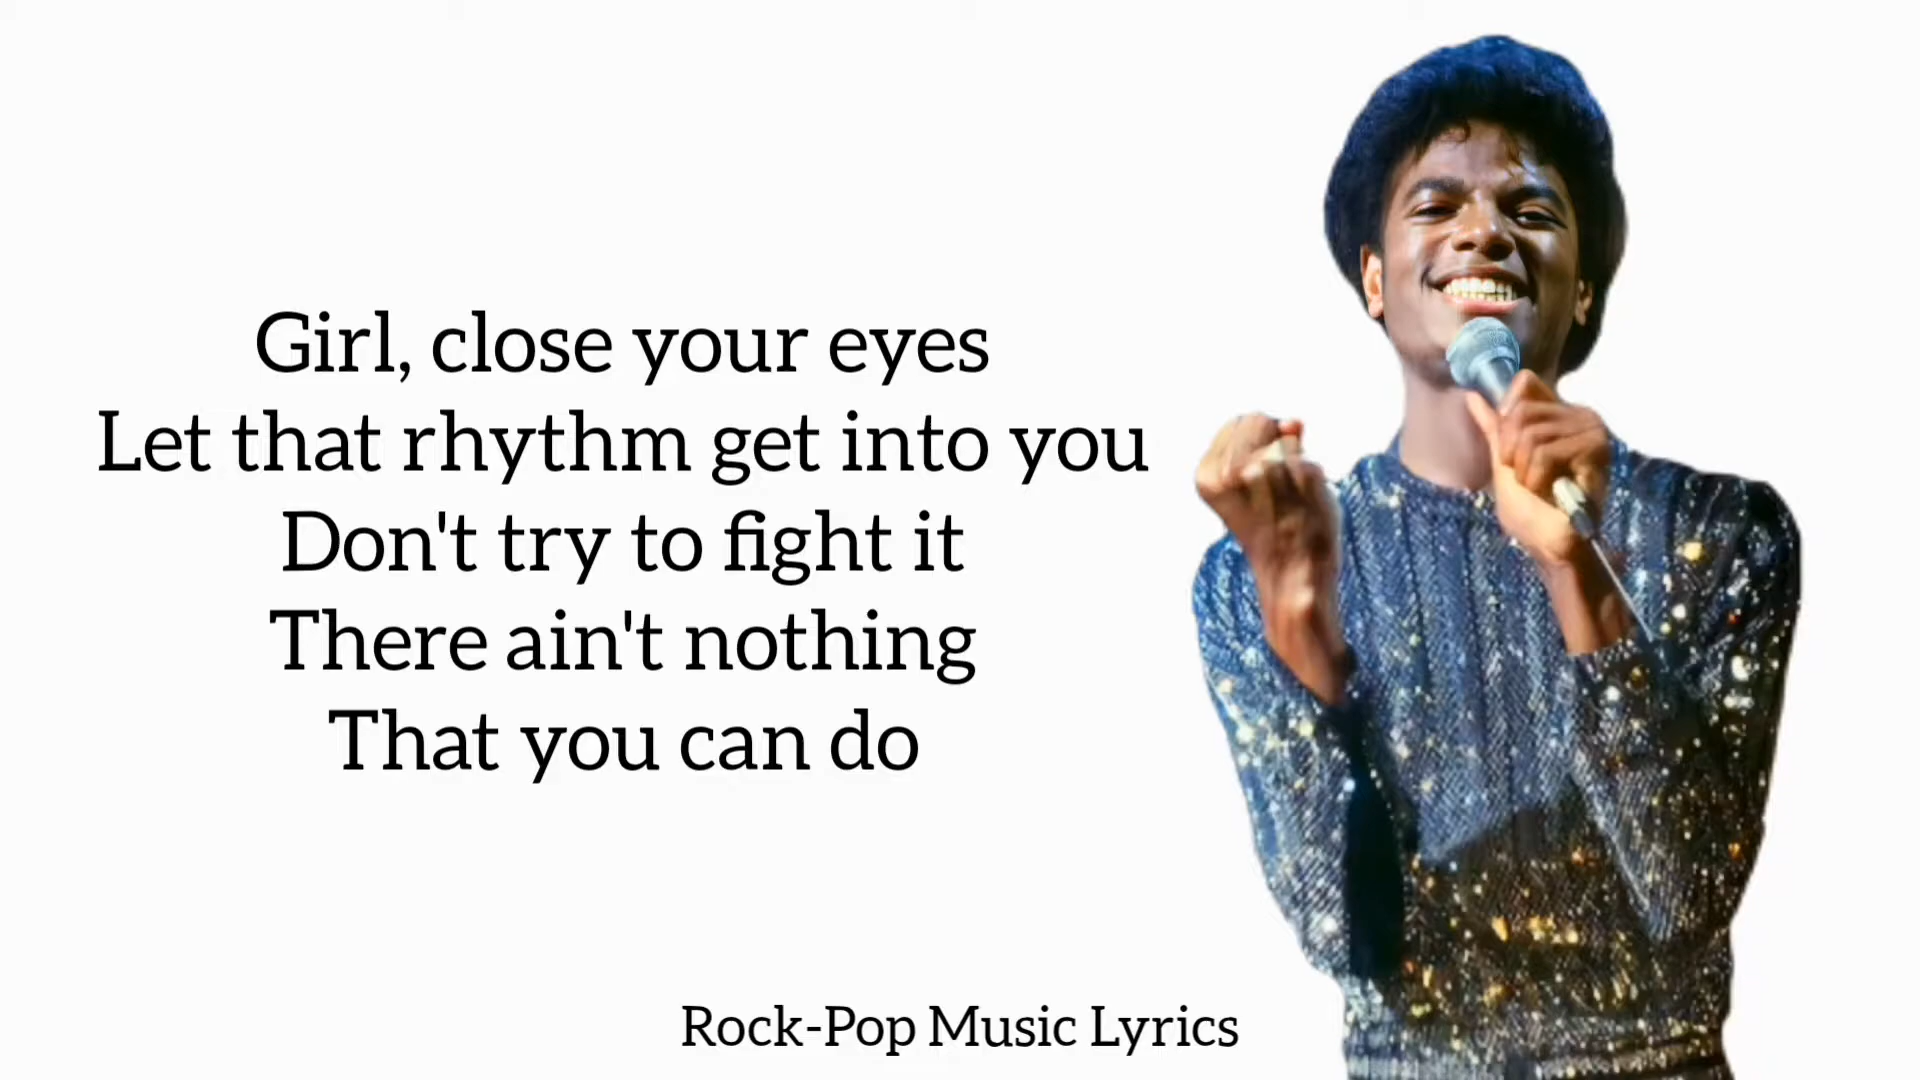 Girl, close your eyes
Let that rhythm get into you
Don't try to fight it
There ain't nothing
That you can do
Rock-Pop Music Lyrics